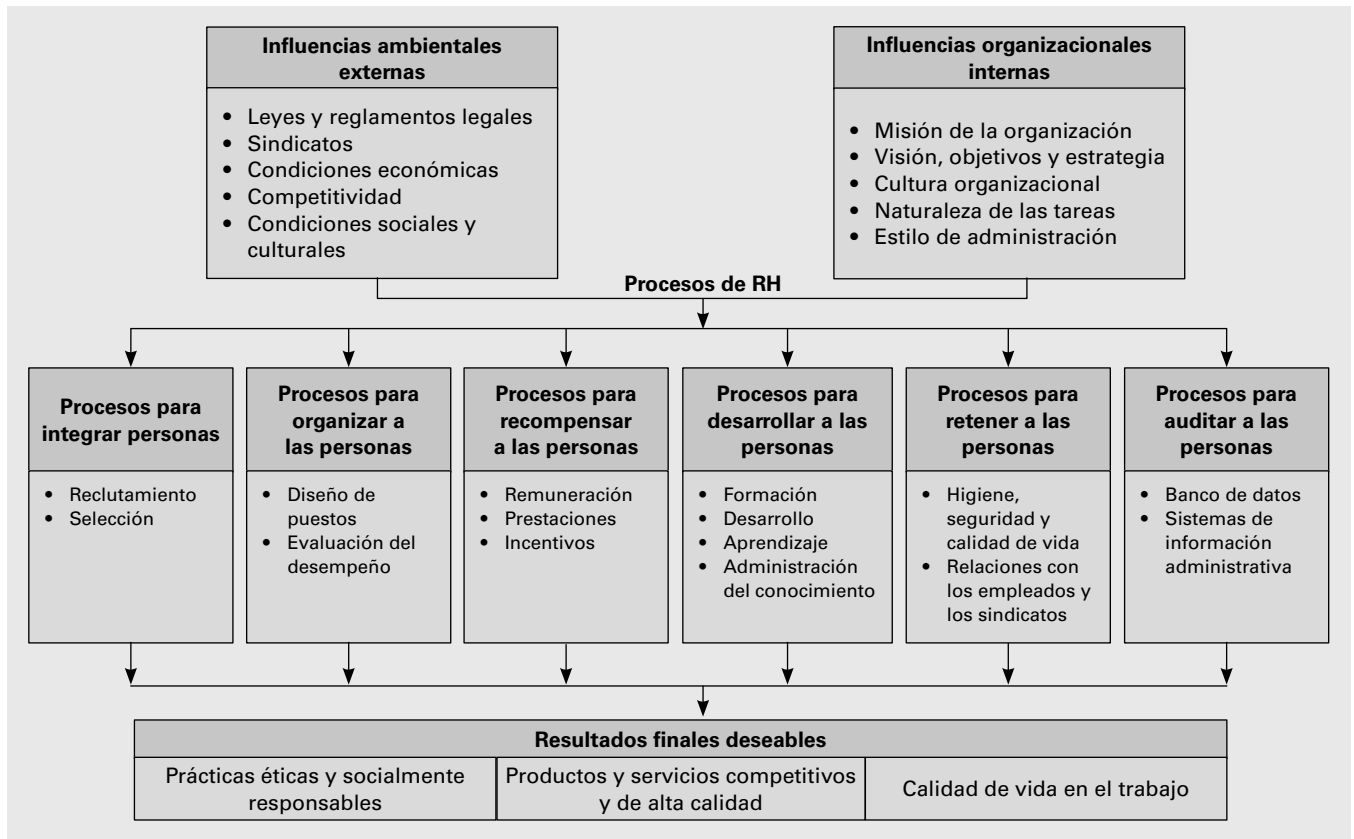 Influencias ambientales
externas
• Leyes y reglamentos legales
• Sindicatos
• Condiciones económicas
• Competitividad
• Condiciones sociales y
culturales
Influencias organizacionales
internas
• Misión de la organización
• Visión, objetivos y estrategia
• Cultura organizacional
• Naturaleza de las tareas
• Estilo de administración
Procesos de RH
Procesos para
integrar personas
• Reclutamiento
• Selección
Procesos para
organizar a
las personas
• Diseño de
puestos
• Evaluación del
desempeño
Procesos para
recompensar
a las personas
• Remuneración
• Prestaciones
• Incentivos
Procesos para
desarrollar a las
personas
• Formación
• Desarrollo
• Aprendizaje
• Administración
del conocimiento
Procesos para
retener a las
personas
• Higiene,
seguridad y
calidad de vida
• Relaciones con
los empleados y
los sindicatos
Procesos para
auditar a las
personas
• Banco de datos
• Sistemas de
información
administrativa
Resultados finales deseables
Prácticas éticas y socialmente
responsables
Productos y servicios competitivos
y de alta calidad
Calidad de vida en el trabajo